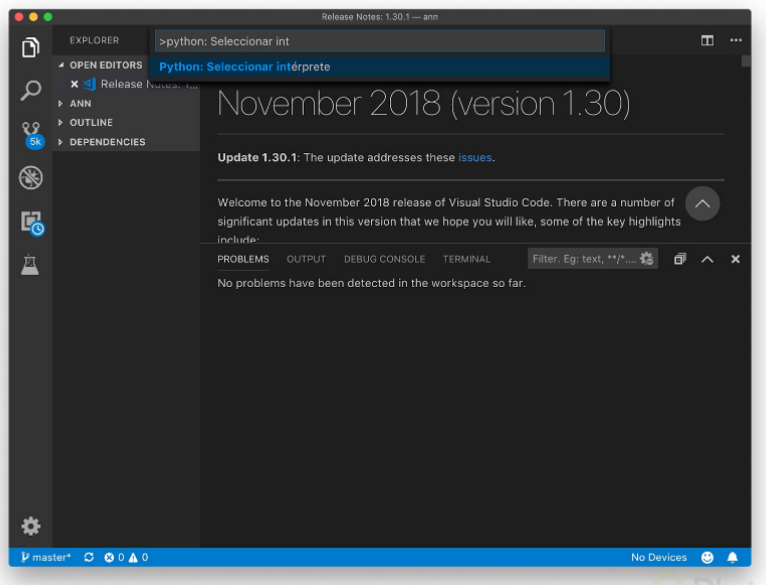 Release Notes: 1.30.1 — ann
EXPLORER
>python: Seleccionar int
Python: Seleccionar intérprete
OPEN EDITORS
Release Notes: 1...
ANN
OUTLINE
DEPENDENCIES
5k
November 2018 (version 1.30)
Update 1.30.1: The update addresses these issues.
Welcome to the November 2018 release of Visual Studio Code. There are a number of
significant updates in this version that we hope you will like, some of the key highlights
include:
PROBLEMS OUTPUT DEBUG CONSOLE TERMINAL Filter. Eg: text, **/*....
No problems have been detected in the workspace so far.
master* 0 0 No Devices